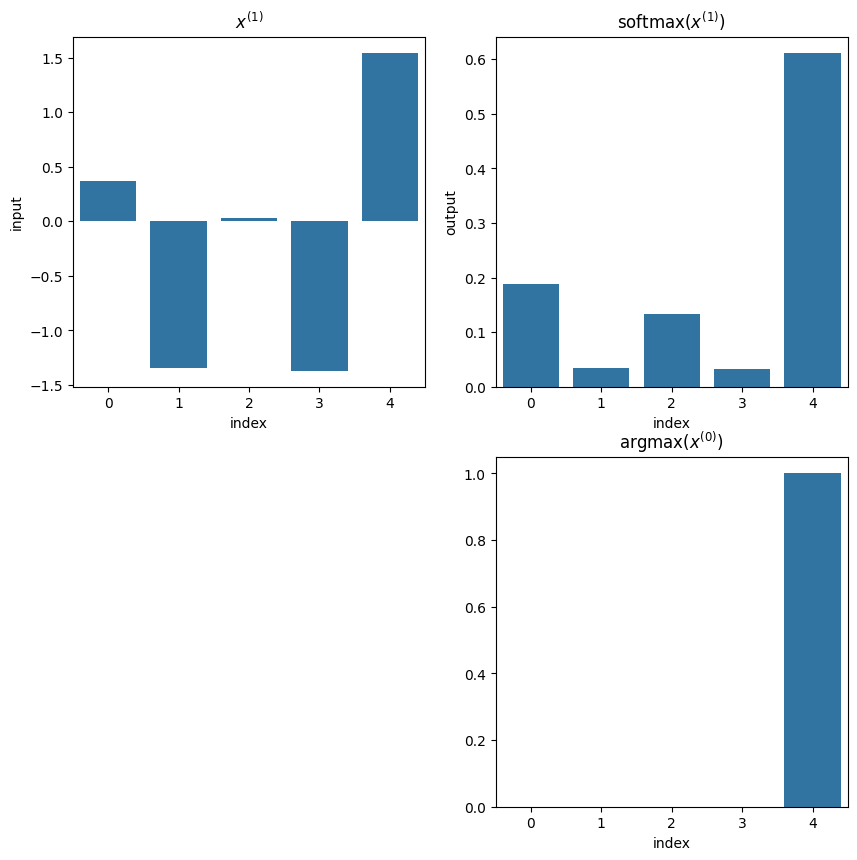 x^{(1)}
input
1.5
1.0
0.5
0.0
−0.5
−1.0
−1.5
0 1 2 3 4
index
softmax(x^{(1)})
output
0.6
0.5
0.4
0.3
0.2
0.1
0.0
0 1 2 3 4
index
argmax(x^{(0)})
1.0
0.8
0.6
0.4
0.2
0.0
0 1 2 3 4
index